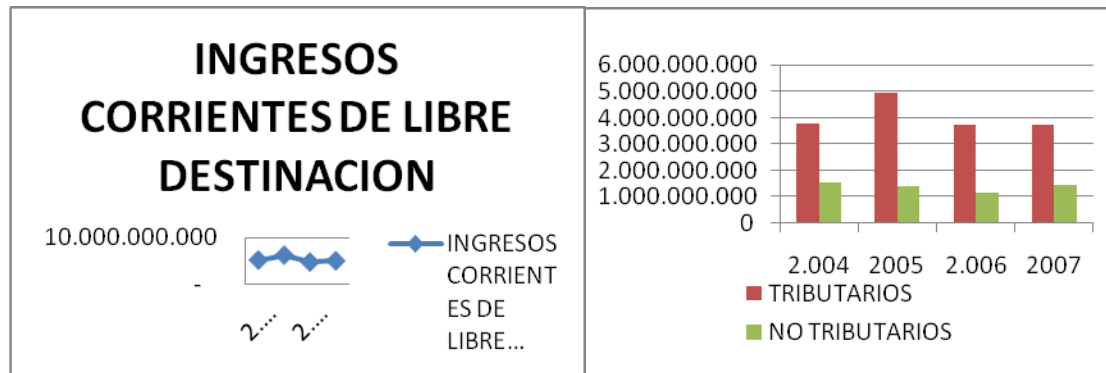 INGRESOS
CORRIENTES DE LIBRE
DESTINACION
10.000.000.000
-
2....
2....
INGRESOS
CORRIENT
ES DE
LIBRE...
6.000.000.000
5.000.000.000
4.000.000.000
3.000.000.000
2.000.000.000
1.000.000.000
0
2.004 2005 2.006 2007
TRIBUTARIOS
NO TRIBUTARIOS